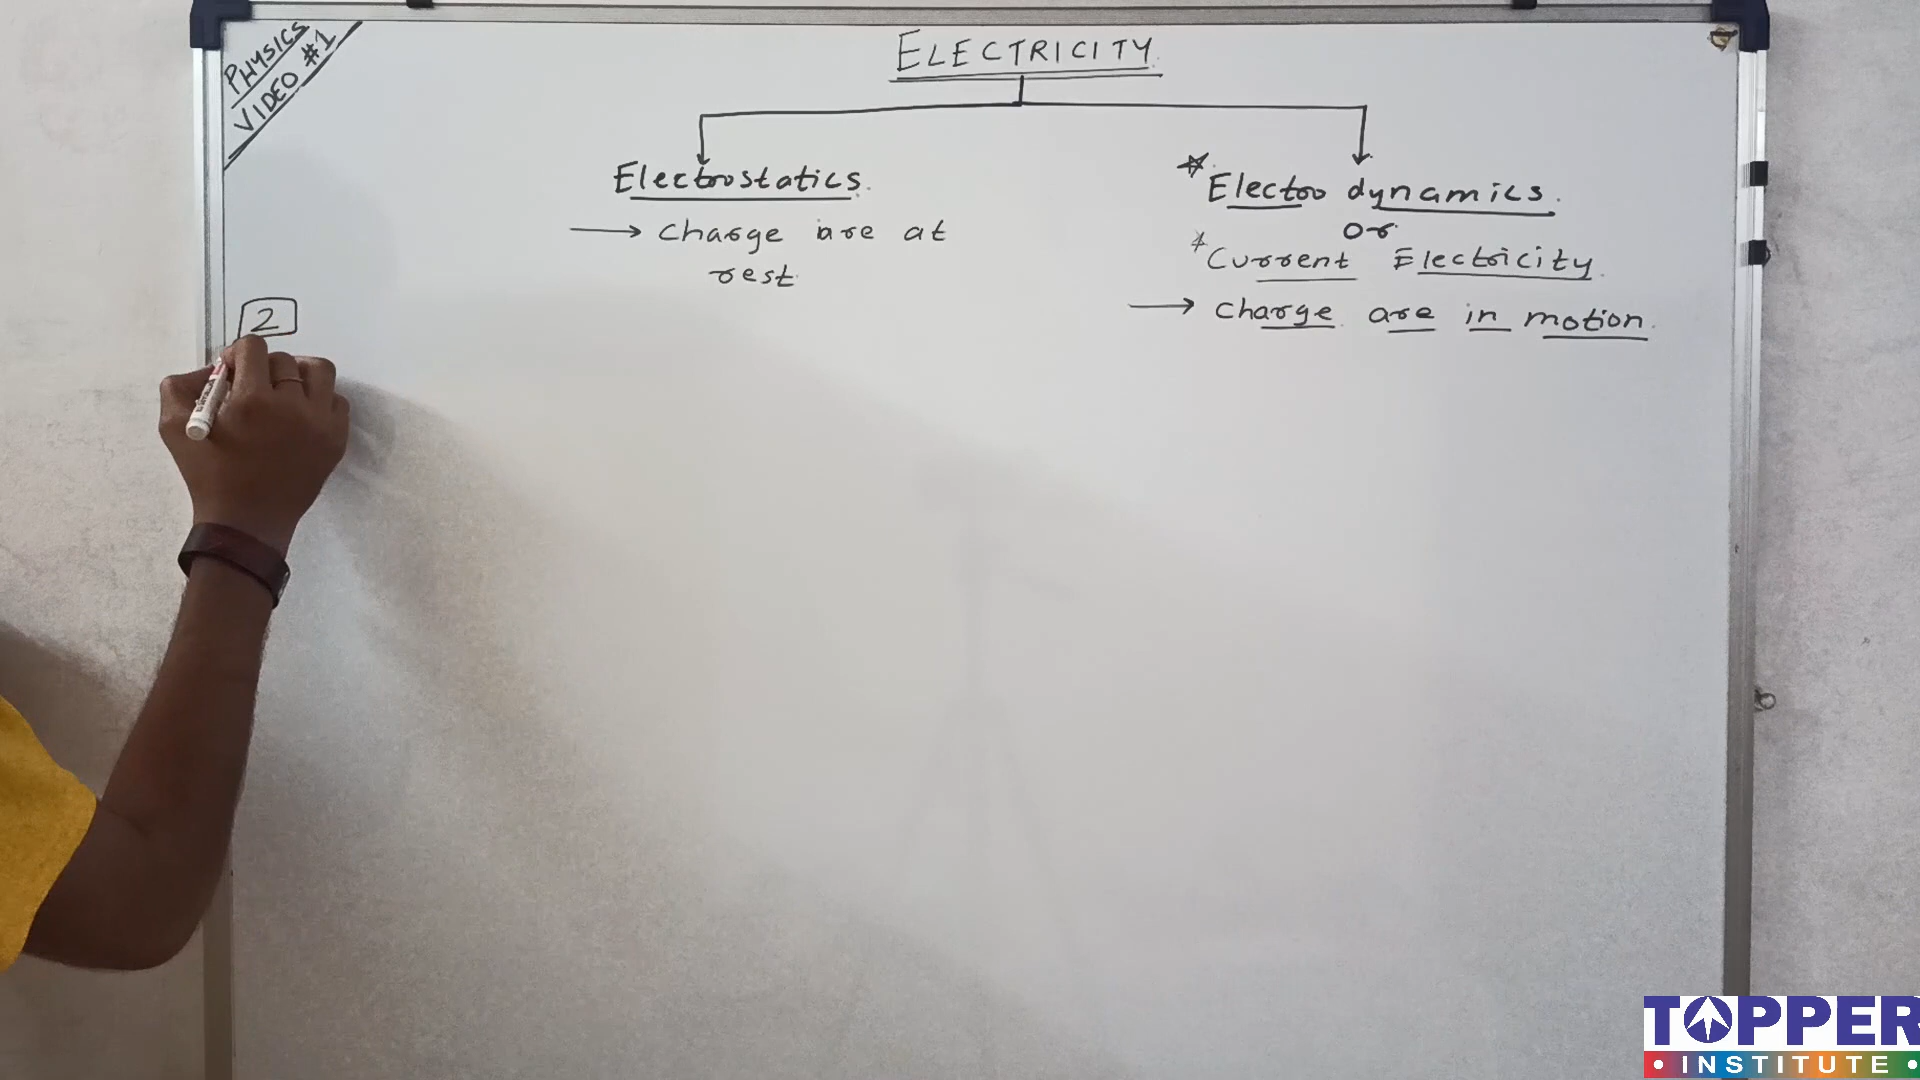 PHYSICS
VIDEO #1
ELECTRICITY
Electrostatics.
→ Charge are at
rest
* Electro dynamics.
Or
* Current Electricity.
→ Charge are in motion.
2
TOPPER
• INSTITUTE •